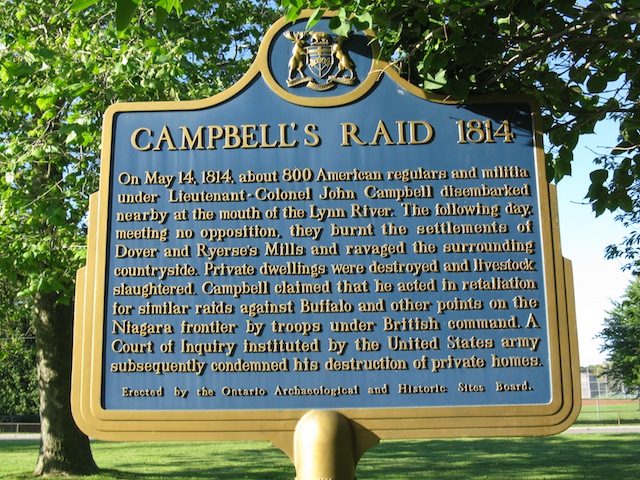 CAMPBELL'S RAID 1814
On May 14, 1814, about 800 American regulars and militia
under Lieutenant-Colonel John Campbell disembarked
nearby at the mouth of the Lynn River. The following day,
meeting no opposition, they burnt the settlements of
Dover and Ryerse's Mills and ravaged the surrounding
countryside. Private dwellings were destroyed and livestock
slaughtered. Campbell claimed that he acted in retaliation
for similar raids against Buffalo and other points on the
Niagara frontier by troops under British command. A
Court of Inquiry instituted by the United States army
subsequently condemned his destruction of private homes.
Erected by the Ontario Archaeological and Historic Sites Board.